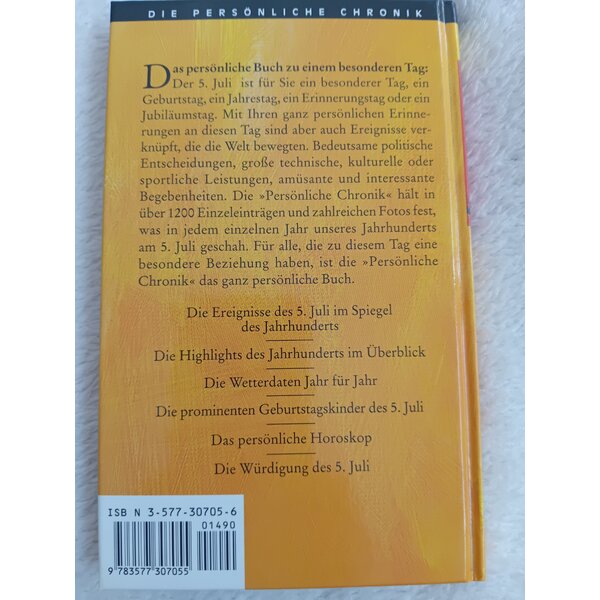 DIE PERSÖNLICHE CHRONIK
Das persönliche Buch zu einem besonderen Tag:
Der 5. Juli ist für Sie ein besonderer Tag, ein
Geburtstag, ein Jahrestag, ein Erinnerungstag oder ein
Jubiläumstag. Mit Ihren ganz persönlichen Erinne-
rungen an diesen Tag sind aber auch Ereignisse ver-
knüpft, die die Welt bewegten. Bedeutsame politische
Entscheidungen, große technische, kulturelle oder
sportliche Leistungen, amüsante und interessante
Begebenheiten. Die »Persönliche Chronik« hält in
über 1200 Einzeleinträgen und zahlreichen Fotos fest,
was in jedem einzelnen Jahr unseres Jahrhunderts
am 5. Juli geschah. Für alle, die zu diesem Tag eine
besondere Beziehung haben, ist die »Persönliche
Chronik« das ganz persönliche Buch.
Die Ereignisse des 5. Juli im Spiegel
des Jahrhunderts
Die Highlights des Jahrhunderts im Überblick
Die Wetterdaten Jahr für Jahr
Die prominenten Geburtstagskinder des 5. Juli
Das persönliche Horoskop
Die Würdigung des 5. Juli
ISBN 3-577-30705-6
01490
9 783577 307055